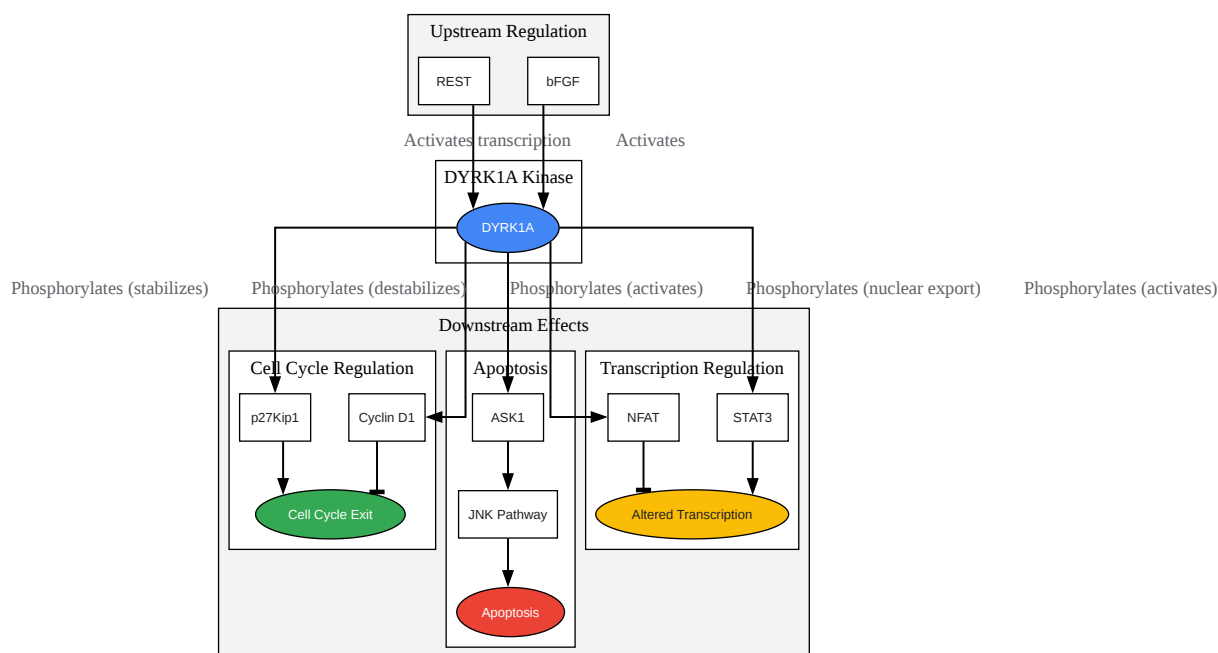 Upstream Regulation
REST
bFGF
Activates transcription
Activates
DYRK1A Kinase
DYRK1A
Phosphorylates (stabilizes)
Phosphorylates (destabilizes)
Phosphorylates (activates)
Phosphorylates (nuclear export)
Phosphorylates (activates)
Downstream Effects
Cell Cycle Regulation
Apoptosis
Transcription Regulation
p27Kip1
Cyclin D1
ASK1
NFAT
STAT3
Cell Cycle Exit
JNK Pathway
Altered Transcription
Apoptosis